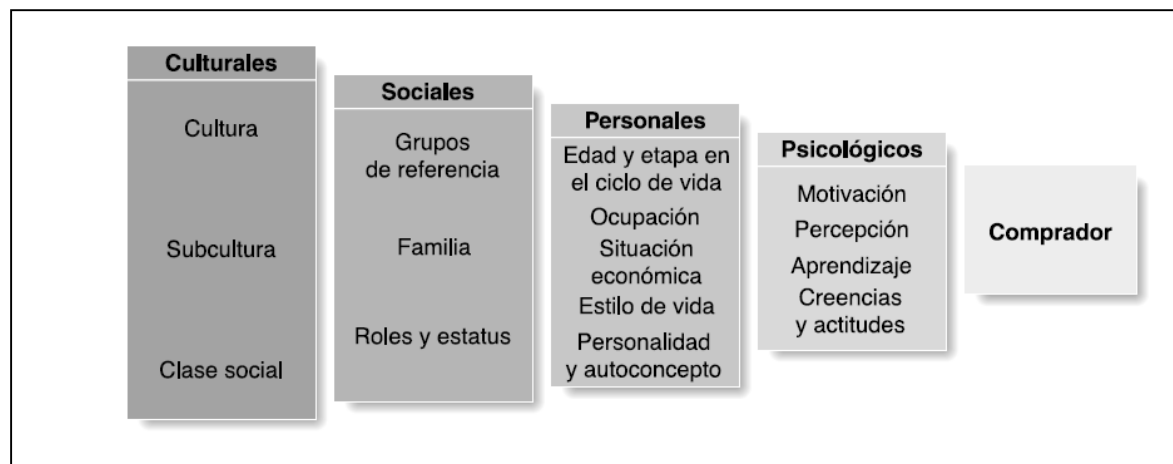 Culturales
Cultura
Subcultura
Clase social
Sociales
Grupos
de referencia
Familia
Roles y estatus
Personales
Edad y etapa en
el ciclo de vida
Ocupación
Situación
económica
Estilo de vida
Personalidad
y autoconcepto
Psicológicos
Motivación
Percepción
Aprendizaje
Creencias
y actitudes
Comprador